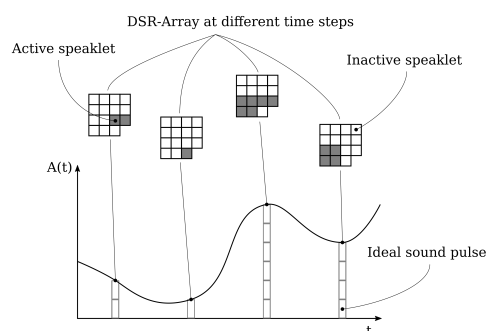 DSR-Array at different time steps
Active speaklet
Inactive speaklet
A(t)
Ideal sound pulse
t